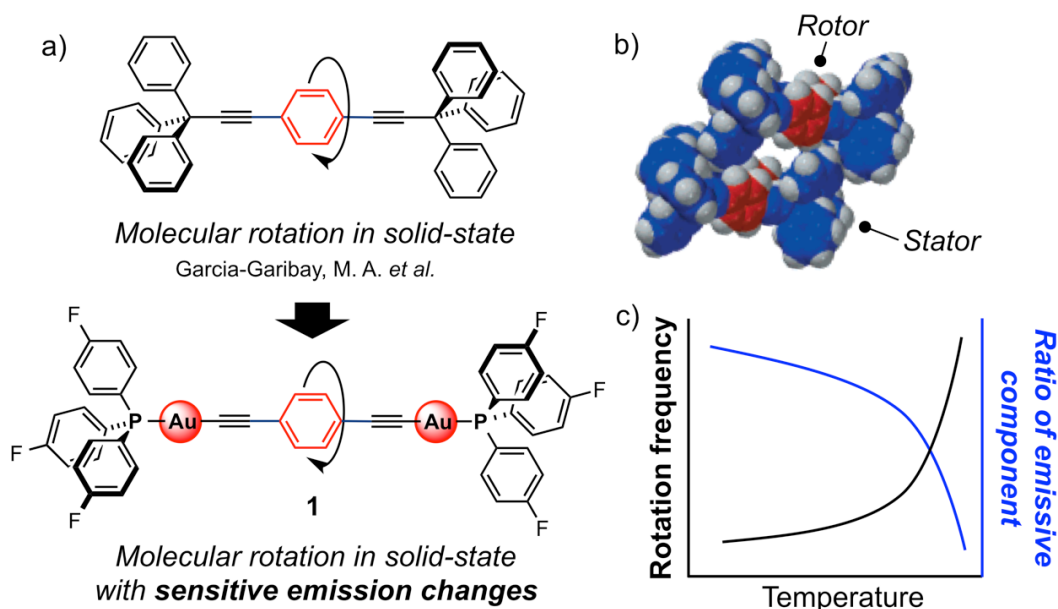 a)
Molecular rotation in solid-state
Garcia-Garibay, M. A. et al.
F
F
F
F
F
F
P
Au
Au
P
1
Molecular rotation in solid-state
with sensitive emission changes
b)
Rotor
Stator
c)
Rotation frequency
Temperature
Ratio of emissive
component